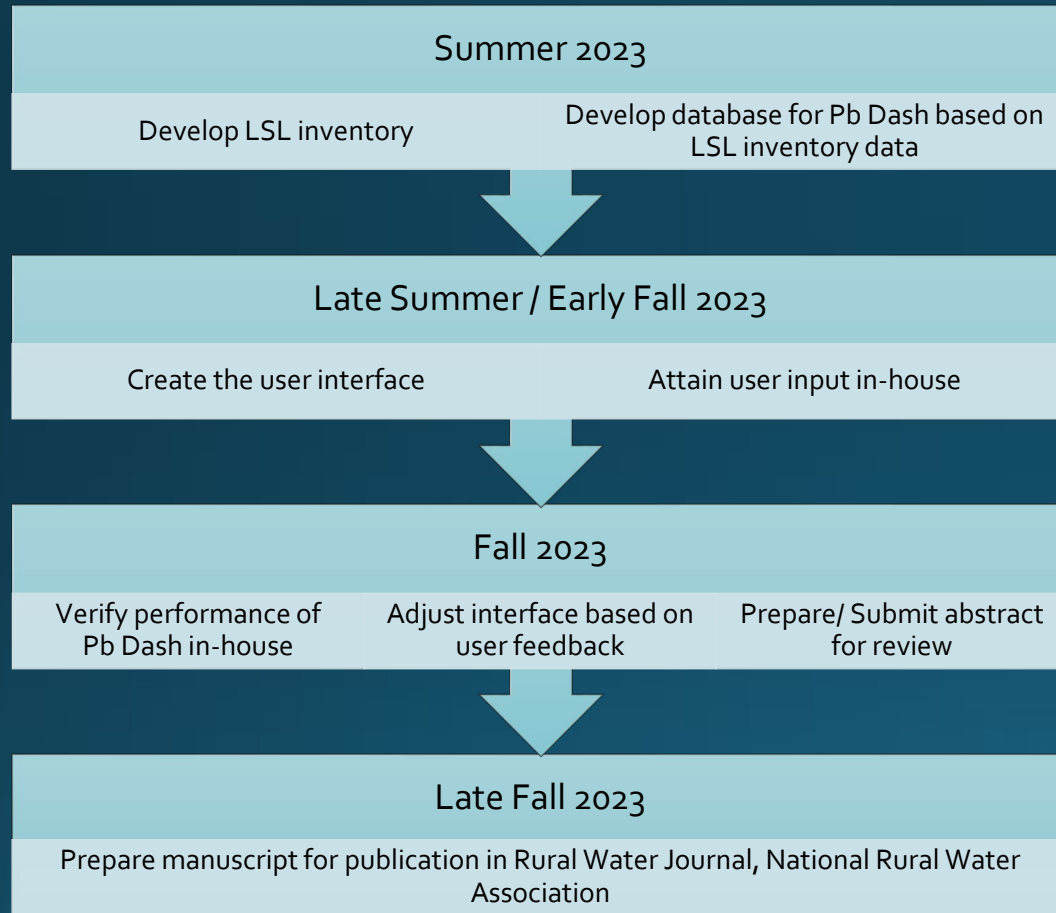 Summer 2023
Develop LSL inventory
Develop database for Pb Dash based on
LSL inventory data
Late Summer / Early Fall 2023
Create the user interface
Attain user input in-house
Fall 2023
Verify performance of
Pb Dash in-house
Adjust interface based on
user feedback
Prepare/ Submit abstract
for review
Late Fall 2023
Prepare manuscript for publication in Rural Water Journal, National Rural Water
Association